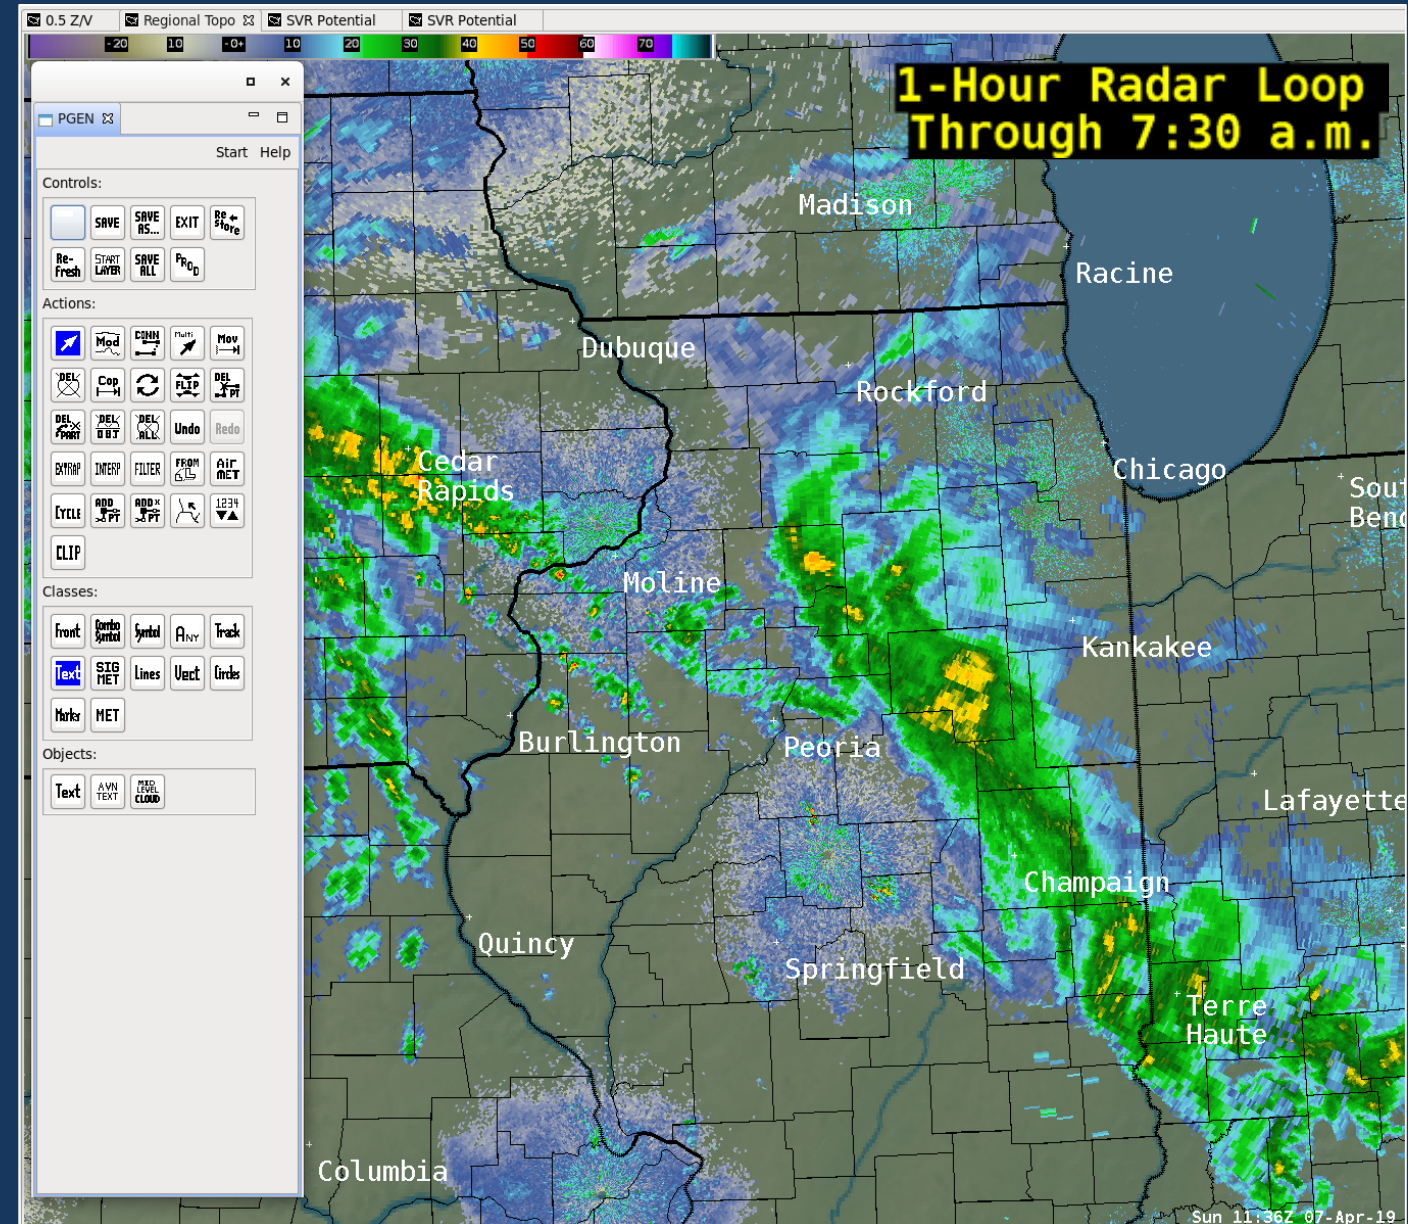 0.5 Z/V
Regional Topo
SVR Potential
SVR Potential
-20 10 -0+ 10 20 30 40 50 60 70
1-Hour Radar Loop
Through 7:30 a.m.
PGEN
Start Help
Controls:
SAVE
SAVE AS...
EXIT
Restore
Re-Fresh
START LAYER
SAVE ALL
PROD
Actions:
Mod
CONN
Multi
Mov
DEL
Cop
FLIP
DEL PT
DEL PART
DEL OBJ
DEL ALL
Undo
Redo
EXTRAP
INTERP
FILTER
FROM
Air MET
CYCLE
ADD PT
ADD× PT
1234
CLIP
Classes:
Front
Combo Symbol
Symbol
ANY
Track
Text
SIG MET
Lines
Vect
Circles
Marker
MET
Objects:
Text
AVN TEXT
MID LEVEL CLOUD
Madison
Racine
Dubuque
Rockford
Cedar
Rapids
Chicago
Sout
Bend
Moline
Kankakee
Burlington
Peoria
Lafayette
Champaign
Quincy
Springfield
Terre
Haute
Columbia
Sun 11:36Z 07-Apr-19